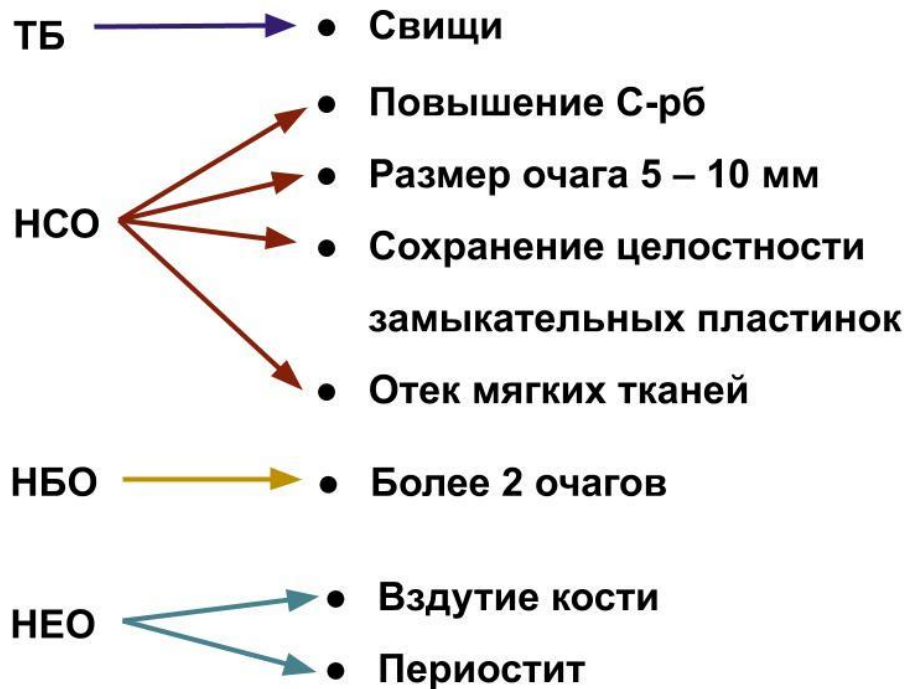 ТБ
• Свищи
НСО
• Повышение С-рб
• Размер очага 5 – 10 мм
• Сохранение целостности
замыкательных пластинок
• Отек мягких тканей
НБО
• Более 2 очагов
НЕО
• Вздутие кости
• Периостит